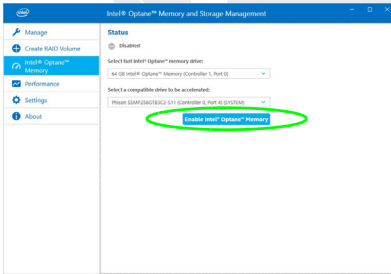 intel
Intel® Optane™ Memory and Storage Management
Manage
Create RAID Volume
Intel® Optane™
Memory
Performance
Settings
About
Status
Disabled
Select fast Intel® Optane™ memory drive:
64 GB Intel® Optane™ Memory (Controller 1, Port 0)
Select a compatible drive to be accelerated:
Phison SSMP256GTB3C2-S11 (Controller 0, Port 4) (SYSTEM)
Enable Intel® Optane™ Memory